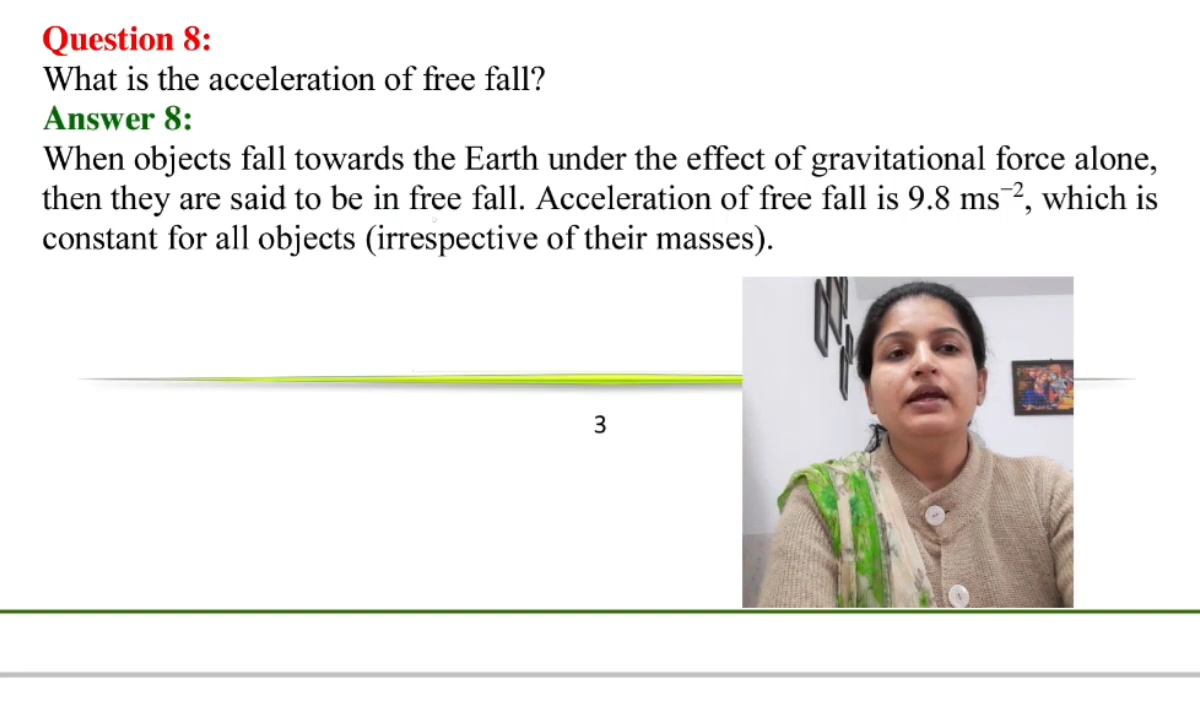 Question 8:
What is the acceleration of free fall?
Answer 8:
When objects fall towards the Earth under the effect of gravitational force alone,
then they are said to be in free fall. Acceleration of free fall is 9.8 ms⁻², which is
constant for all objects (irrespective of their masses).
3